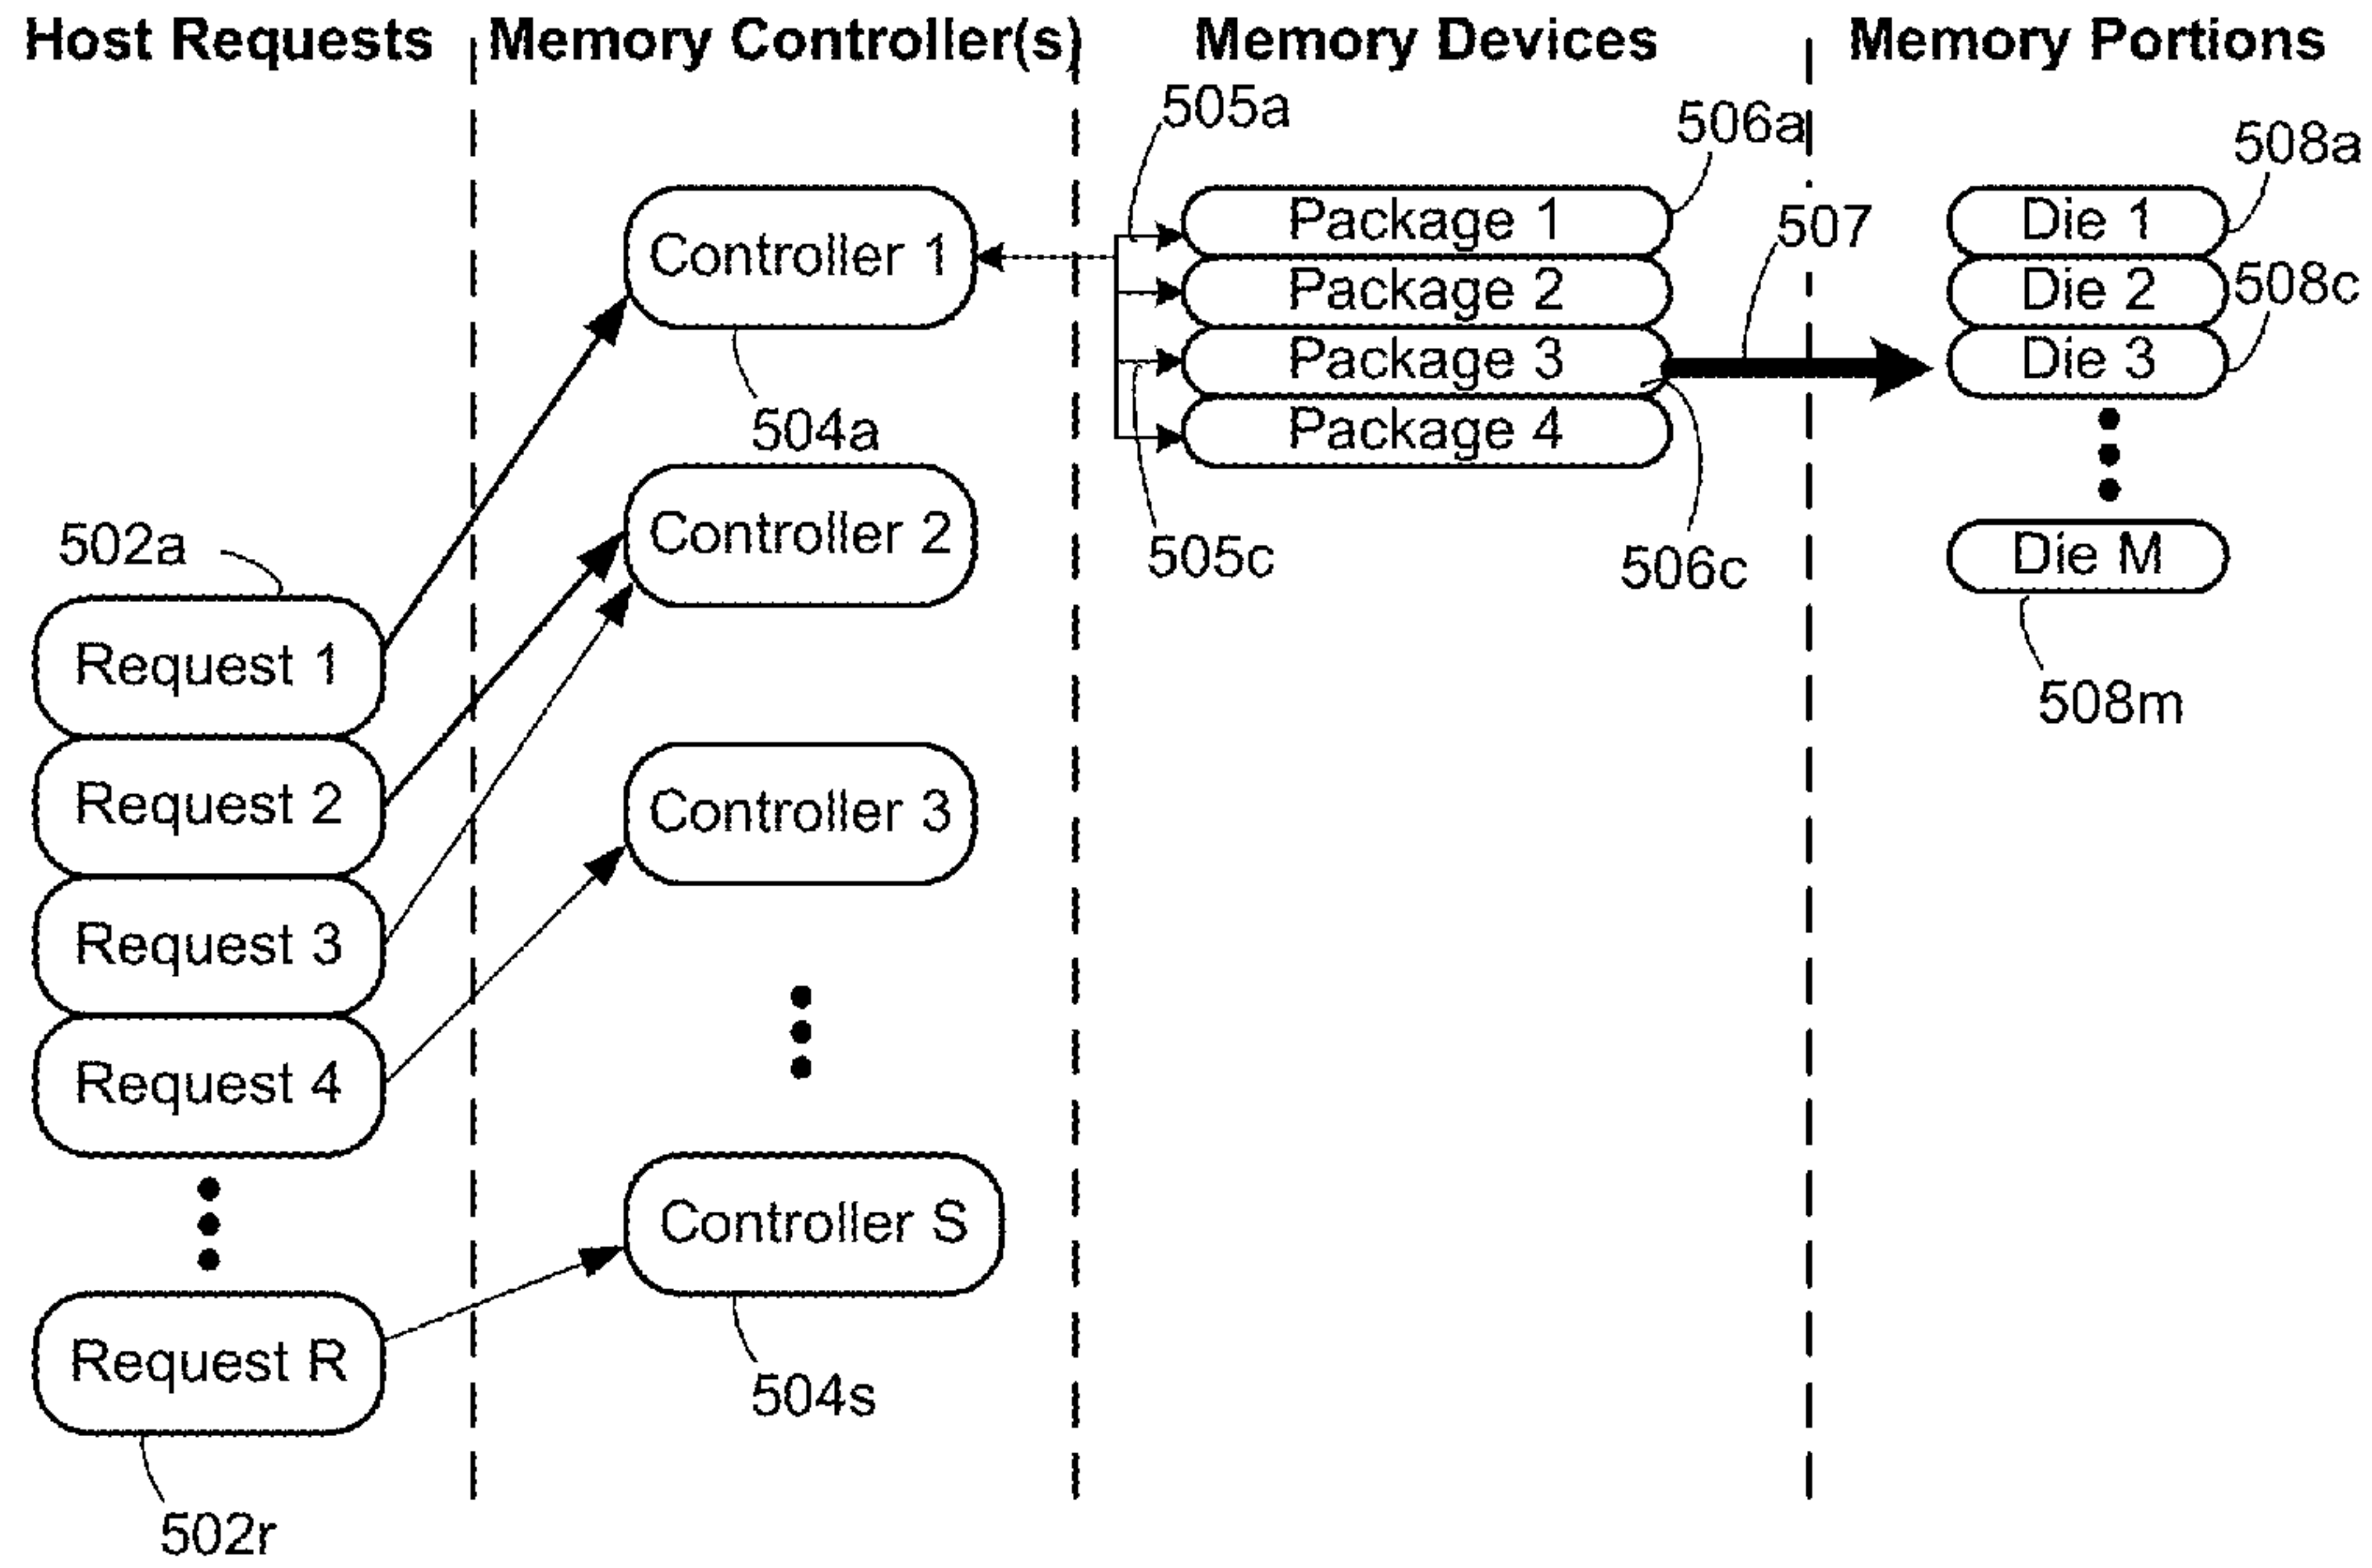 Host Requests
Memory Controller(s)
Memory Devices
Memory Portions
505a
506a
508a
Controller 1
Package 1
507
Die 1
Package 2
Die 2
508c
Package 3
Die 3
504a
Package 4
Controller 2
502a
505c
506c
Die M
Request 1
508m
Request 2
Controller 3
Request 3
Request 4
Controller S
Request R
504s
502r